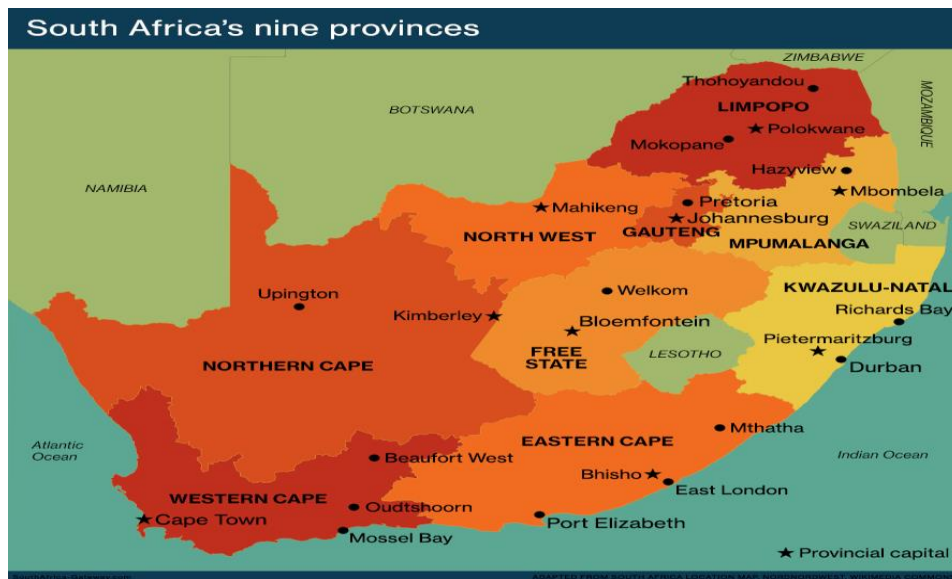 South Africa's nine provinces
ZIMBABWE
Thohoyandou
LIMPOPO
BOTSWANA
MOZAMBIQUE
Polokwane
Mokopane
Hazyview
NAMIBIA
Mbombela
Pretoria
Mahikeng
Johannesburg
SWAZILAND
GAUTENG
NORTH WEST
MPUMALANGA
KWAZULU-NATAL
Upington
Welkom
Richards Bay
Kimberley
Bloemfontein
Pietermaritzburg
FREE
STATE
LESOTHO
NORTHERN CAPE
Durban
Mthatha
EASTERN CAPE
Atlantic
Ocean
Indian Ocean
Beaufort West
Bhisho
East London
WESTERN CAPE
Oudtshoorn
Cape Town
Port Elizabeth
Mossel Bay
Provincial capital